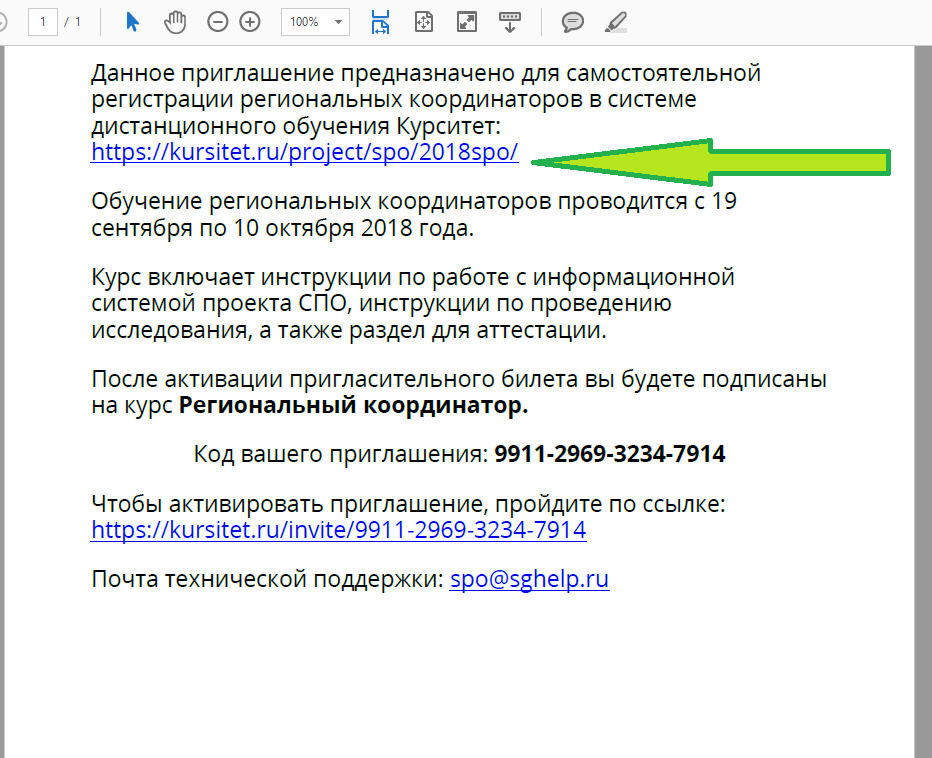 1 / 1 100%
Данное приглашение предназначено для самостоятельной
регистрации региональных координаторов в системе
дистанционного обучения Курситет:
https://kursitet.ru/project/spo/2018spo/
Обучение региональных координаторов проводится с 19
сентября по 10 октября 2018 года.
Курс включает инструкции по работе с информационной
системой проекта СПО, инструкции по проведению
исследования, а также раздел для аттестации.
После активации пригласительного билета вы будете подписаны
на курс Региональный координатор.
Код вашего приглашения: 9911-2969-3234-7914
Чтобы активировать приглашение, пройдите по ссылке:
https://kursitet.ru/invite/9911-2969-3234-7914
Почта технической поддержки: spo@sghelp.ru